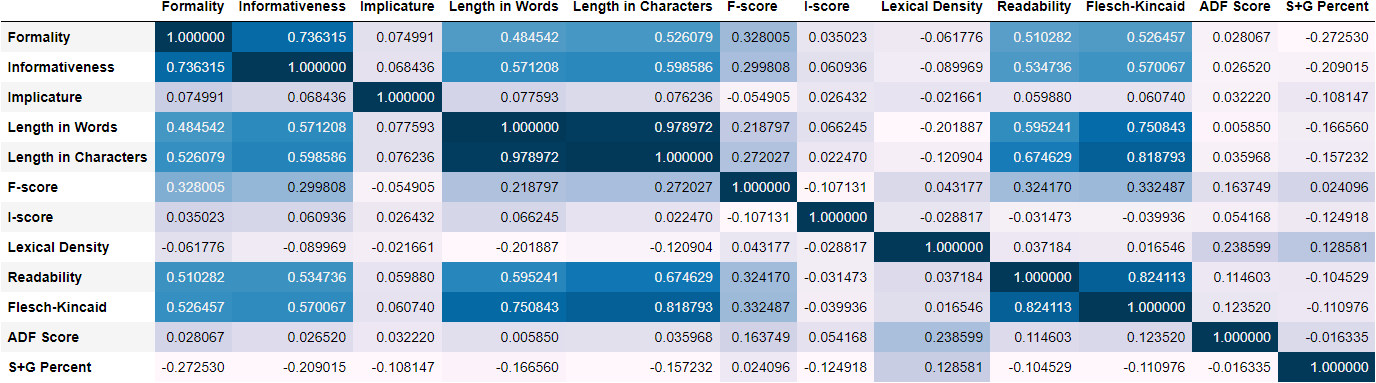 Formality Informativeness Implicature Length in Words Length in Characters F-score I-score Lexical Density Readability Flesch-Kincaid ADF Score S+G Percent
Formality 1.000000 0.736315 0.074991 0.484542 0.526079 0.328005 0.035023 -0.061776 0.510282 0.526457 0.028067 -0.272530
Informativeness 0.736315 1.000000 0.068436 0.571208 0.598586 0.299808 0.060936 -0.089969 0.534736 0.570067 0.026520 -0.209015
Implicature 0.074991 0.068436 1.000000 0.077593 0.076236 -0.054905 0.026432 -0.021661 0.059880 0.060740 0.032220 -0.108147
Length in Words 0.484542 0.571208 0.077593 1.000000 0.978972 0.218797 0.066245 -0.201887 0.595241 0.750843 0.005850 -0.166560
Length in Characters 0.526079 0.598586 0.076236 0.978972 1.000000 0.272027 0.022470 -0.120904 0.674629 0.818793 0.035968 -0.157232
F-score 0.328005 0.299808 -0.054905 0.218797 0.272027 1.000000 -0.107131 0.043177 0.324170 0.332487 0.163749 0.024096
I-score 0.035023 0.060936 0.026432 0.066245 0.022470 -0.107131 1.000000 -0.028817 -0.031473 -0.039936 0.054168 -0.124918
Lexical Density -0.061776 -0.089969 -0.021661 -0.201887 -0.120904 0.043177 -0.028817 1.000000 0.037184 0.016546 0.238599 0.128581
Readability 0.510282 0.534736 0.059880 0.595241 0.674629 0.324170 -0.031473 0.037184 1.000000 0.824113 0.114603 -0.104529
Flesch-Kincaid 0.526457 0.570067 0.060740 0.750843 0.818793 0.332487 -0.039936 0.016546 0.824113 1.000000 0.123520 -0.110976
ADF Score 0.028067 0.026520 0.032220 0.005850 0.035968 0.163749 0.054168 0.238599 0.114603 0.123520 1.000000 -0.016335
S+G Percent -0.272530 -0.209015 -0.108147 -0.166560 -0.157232 0.024096 -0.124918 0.128581 -0.104529 -0.110976 -0.016335 1.000000